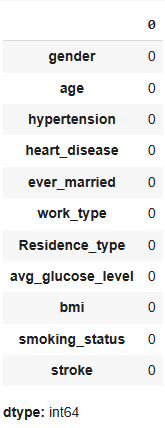 0
gender 0
age 0
hypertension 0
heart_disease 0
ever_married 0
work_type 0
Residence_type 0
avg_glucose_level 0
bmi 0
smoking_status 0
stroke 0
dtype: int64